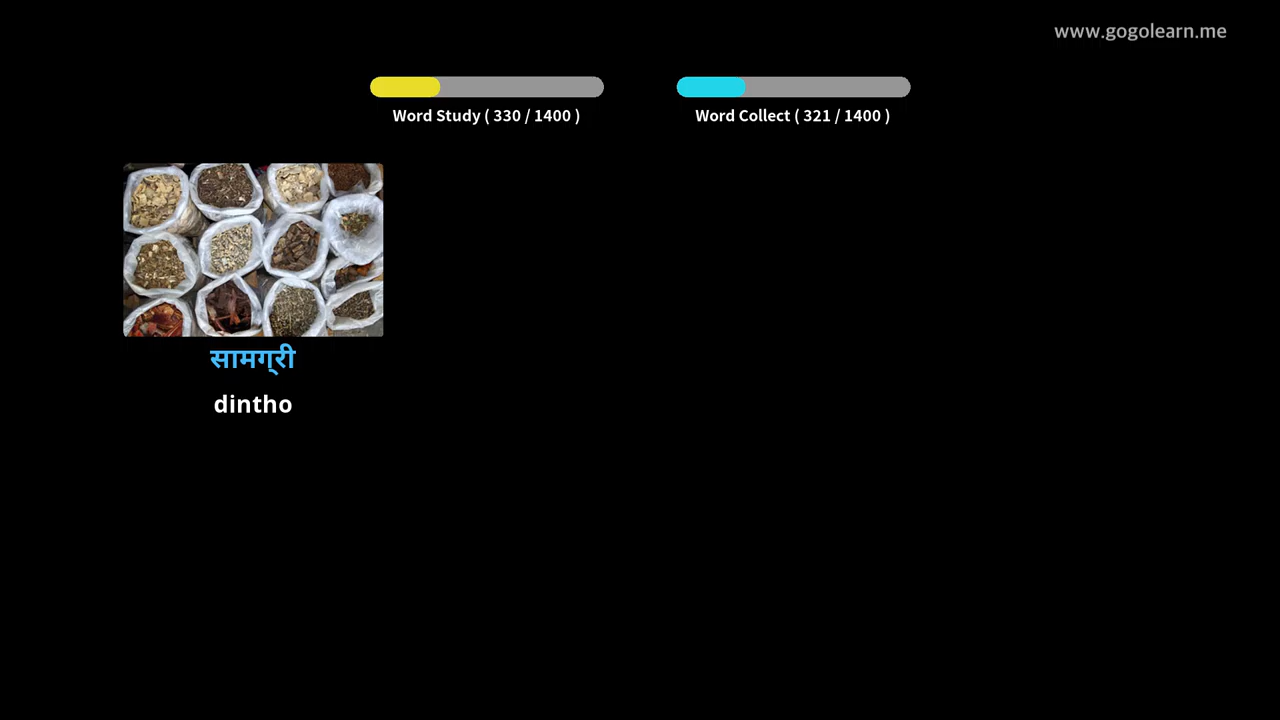 www.gogolearn.me
Word Study ( 330 / 1400 )
Word Collect ( 321 / 1400 )
सामग्री
dintho